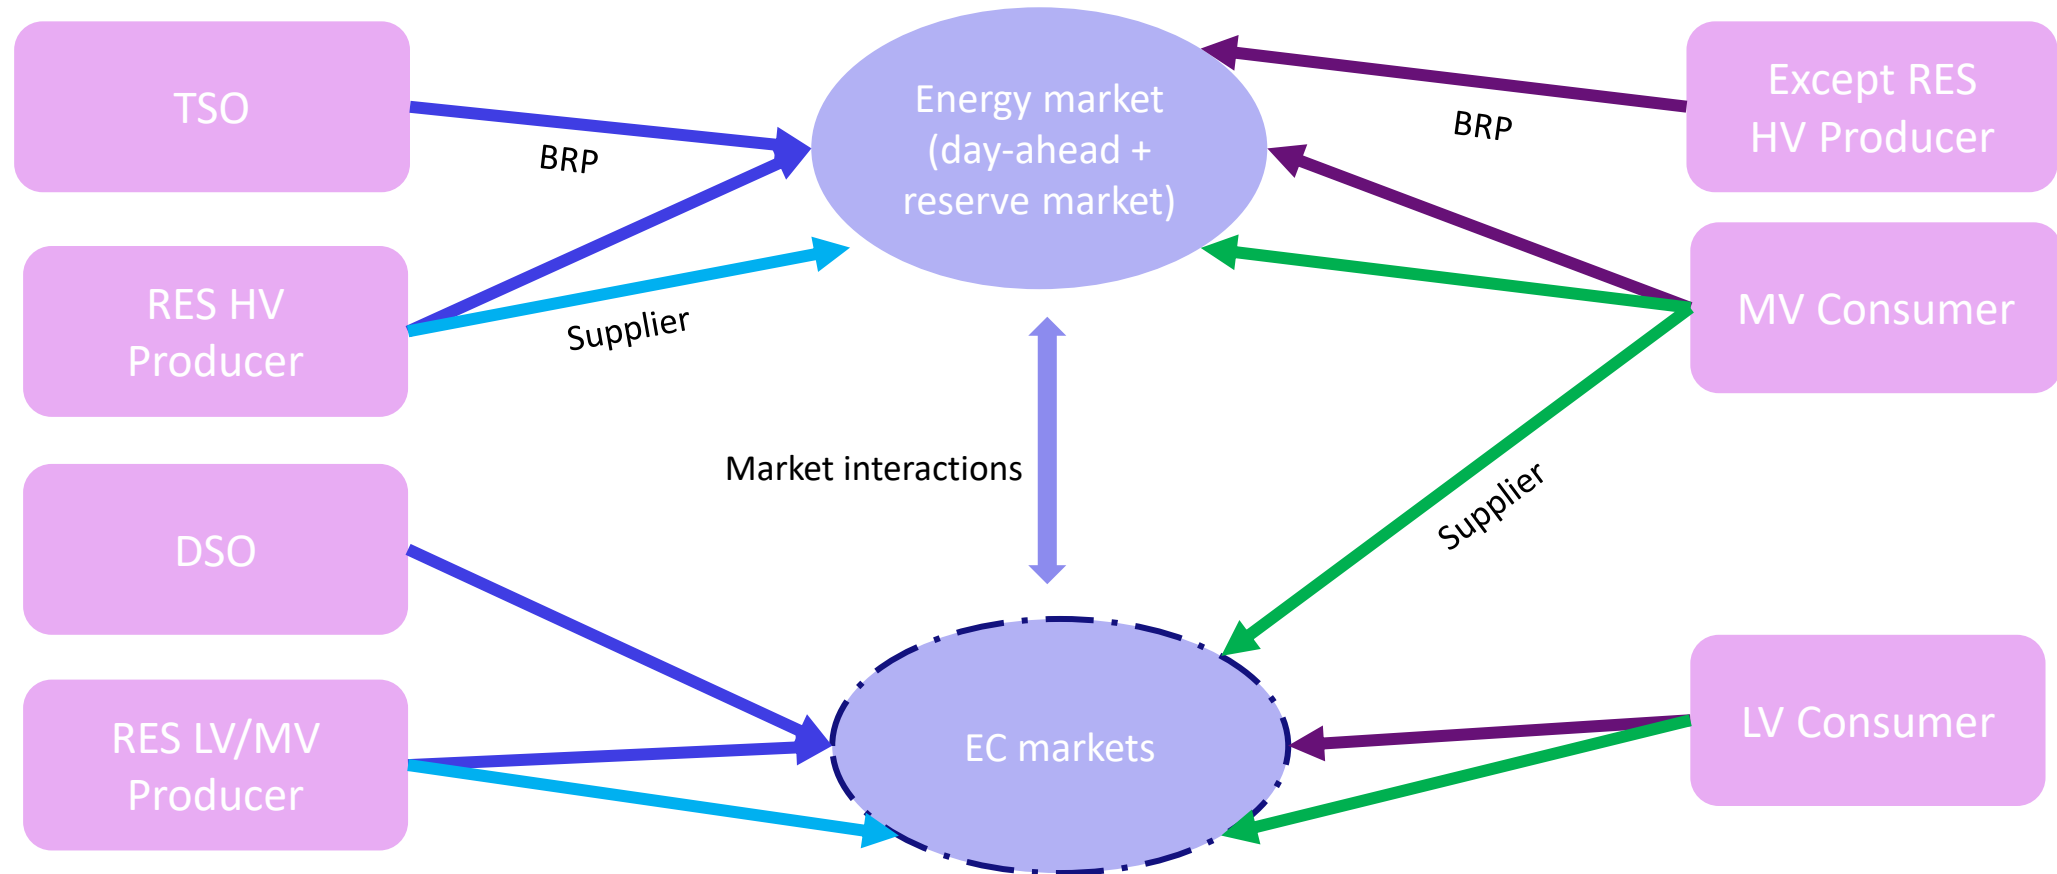 TSO
BRP
Energy market
(day-ahead +
reserve market)
BRP
Except RES
HV Producer
RES HV
Producer
Supplier
MV Consumer
Market interactions
Supplier
DSO
RES LV/MV
Producer
EC markets
LV Consumer